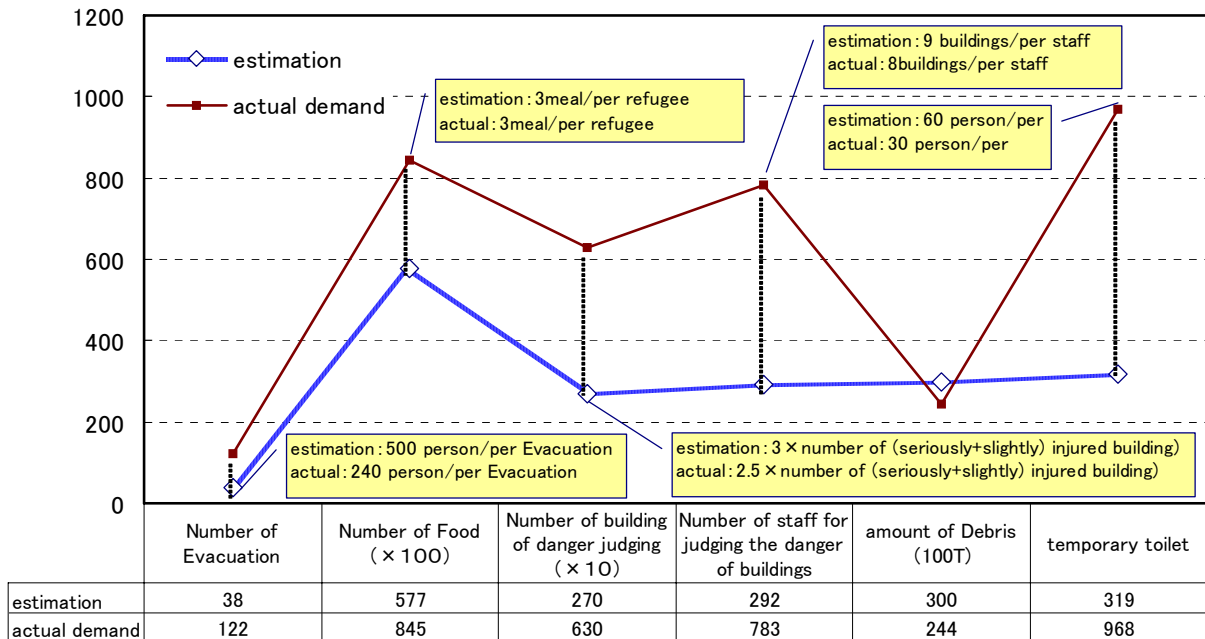 1200
1000
800
600
400
200
0
estimation
actual demand
estimation:3meal/per refugee
actual:3meal/per refugee
estimation:9 buildings/per staff
actual:8buildings/per staff
estimation:60 person/per
actual:30 person/per
estimation:500 person/per Evacuation
actual:240 person/per Evacuation
estimation:3×number of (seriously+slightly) injured building)
actual:2.5×number of (seriously+slightly) injured building)
Number of
Evacuation
Number of Food
(×100)
Number of building
of danger judging
(×10)
Number of staff for
judging the danger
of buildings
amount of Debris
(100T)
temporary toilet
estimation 38 577 270 292 300 319
actual demand 122 845 630 783 244 968